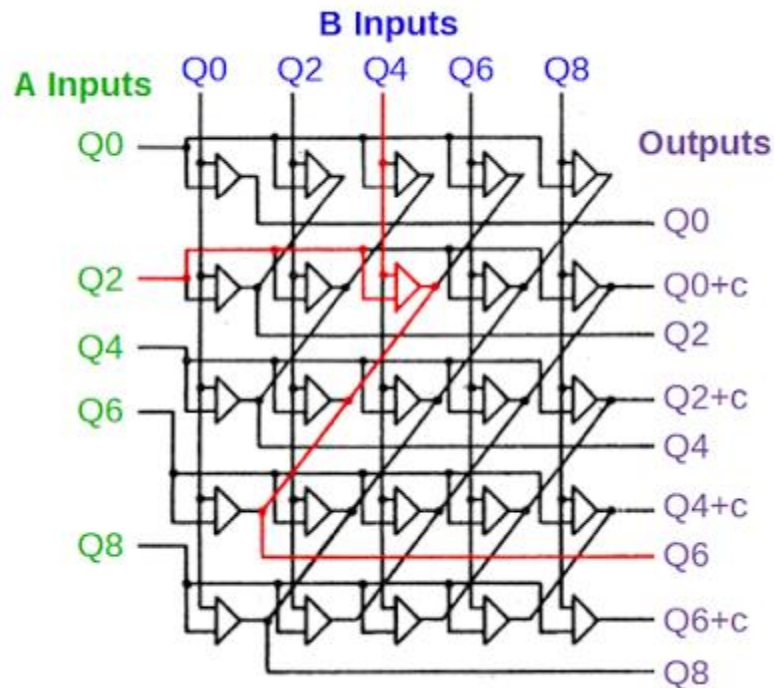 B Inputs
A Inputs
Q0 Q2 Q4 Q6 Q8
Q0
Outputs
Q0
Q2
Q0+c
Q2
Q4
Q2+c
Q6
Q4
Q4+c
Q8
Q6
Q6+c
Q8